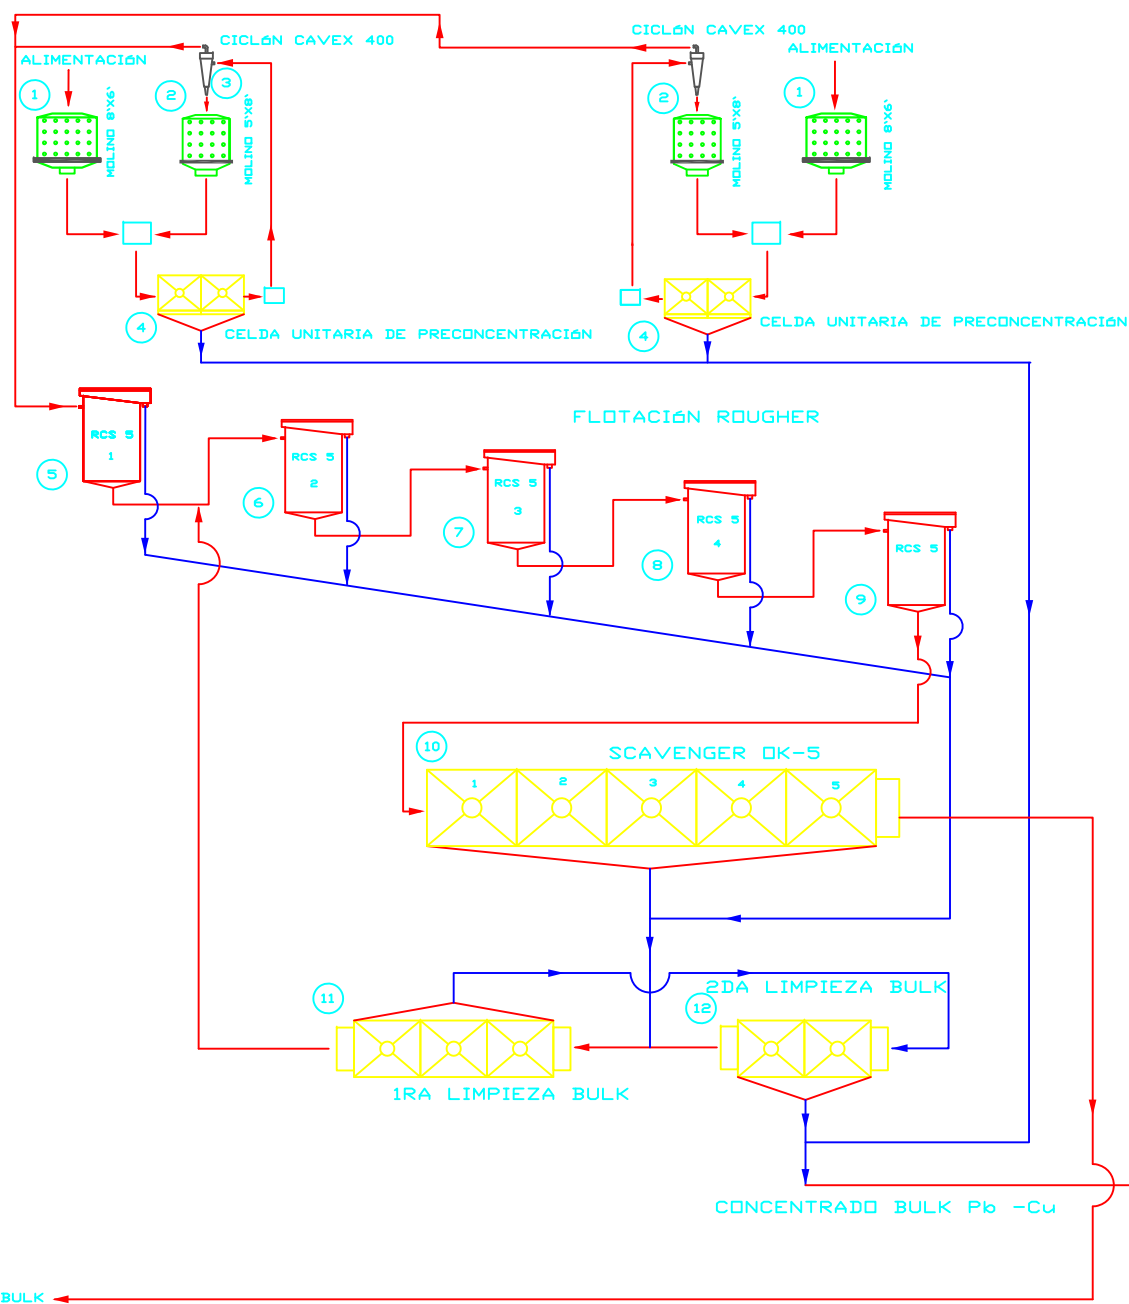 CICLóN CAVEX 400
CICLóN CAVEX 400
ALIMENTACIóN
ALIMENTACIóN
1
2
3
2
1
MOLINO 8'X6'
MOLINO 5'X8'
MOLINO 5'X8'
MOLINO 8'X6'
4
CELDA UNITARIA DE PRECONCENTRACIóN
4
CELDA UNITARIA DE PRECONCENTRACIóN
FLOTACIóN ROUGHER
RCS 5
1
5
RCS 5
2
6
RCS 5
3
7
RCS 5
4
8
RCS 5
9
10
SCAVENGER OK-5
1
2
3
4
5
11
2DA LIMPIEZA BULK
12
1RA LIMPIEZA BULK
CONCENTRADO BULK Pb -Cu
BULK